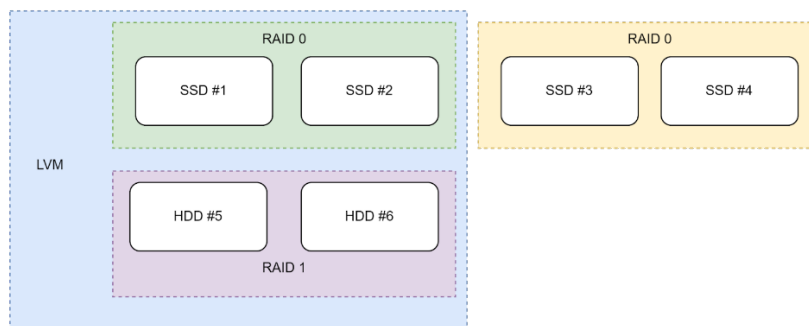 RAID 0
SSD #1
SSD #2
RAID 0
SSD #3
SSD #4
LVM
HDD #5
HDD #6
RAID 1